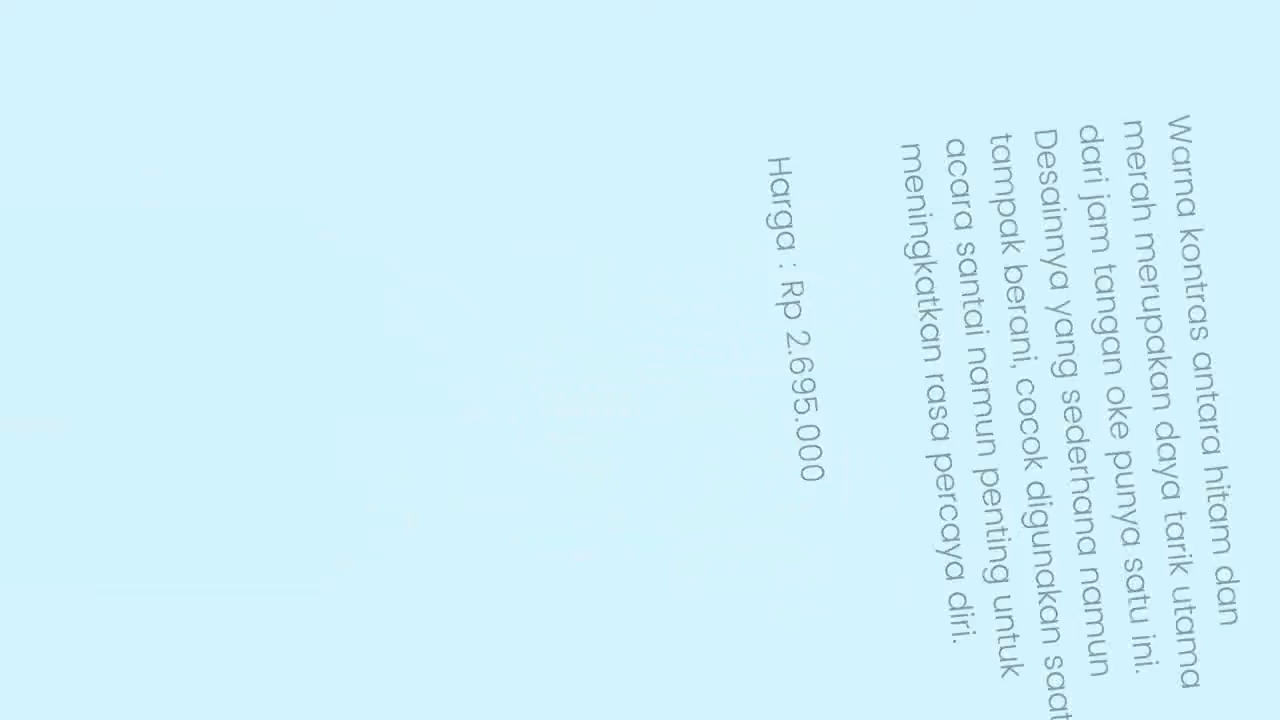 Warna kontras antara hitam dan
merah merupakan daya tarik utama
dari jam tangan oke punya satu ini.
Desainnya yang sederhana namun
tampak berani, cocok digunakan saat
acara santai namun penting untuk
meningkatkan rasa percaya diri.
Harga : Rp 2.695.000